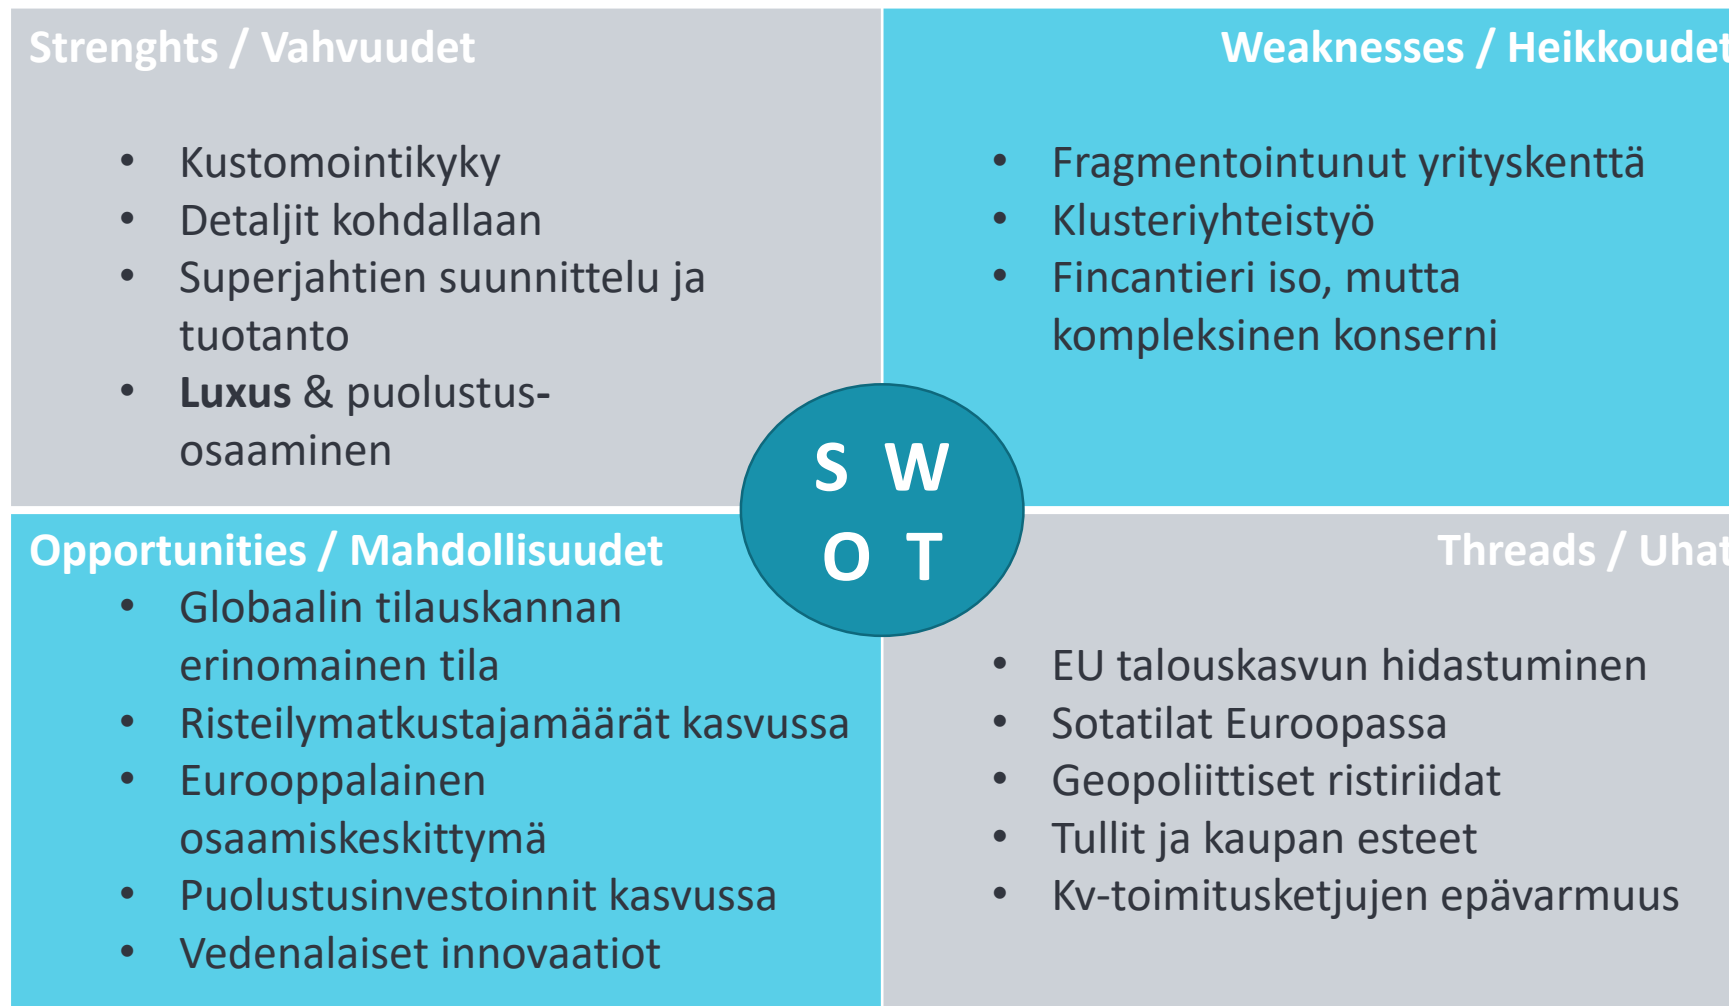 Strenghts / Vahvuudet
• Kustomointikyky
• Detaljit kohdallaan
• Superjahtien suunnittelu ja
tuotanto
• Luxus & puolustus-
osaaminen
Weaknesses / Heikkoudet
• Fragmentointunut yrityskenttä
• Klusteriyhteistyö
• Fincantieri iso, mutta
kompleksinen konserni
S W
O T
Opportunities / Mahdollisuudet
• Globaalin tilauskannan
erinomainen tila
• Risteilymatkustajamäärät kasvussa
• Eurooppalainen
osaamiskeskittymä
• Puolustusinvestoinnit kasvussa
• Vedenalaiset innovaatiot
Threads / Uhat
• EU talouskasvun hidastuminen
• Sotatilat Euroopassa
• Geopoliittiset ristiriidat
• Tullit ja kaupan esteet
• Kv-toimitusketjujen epävarmuus